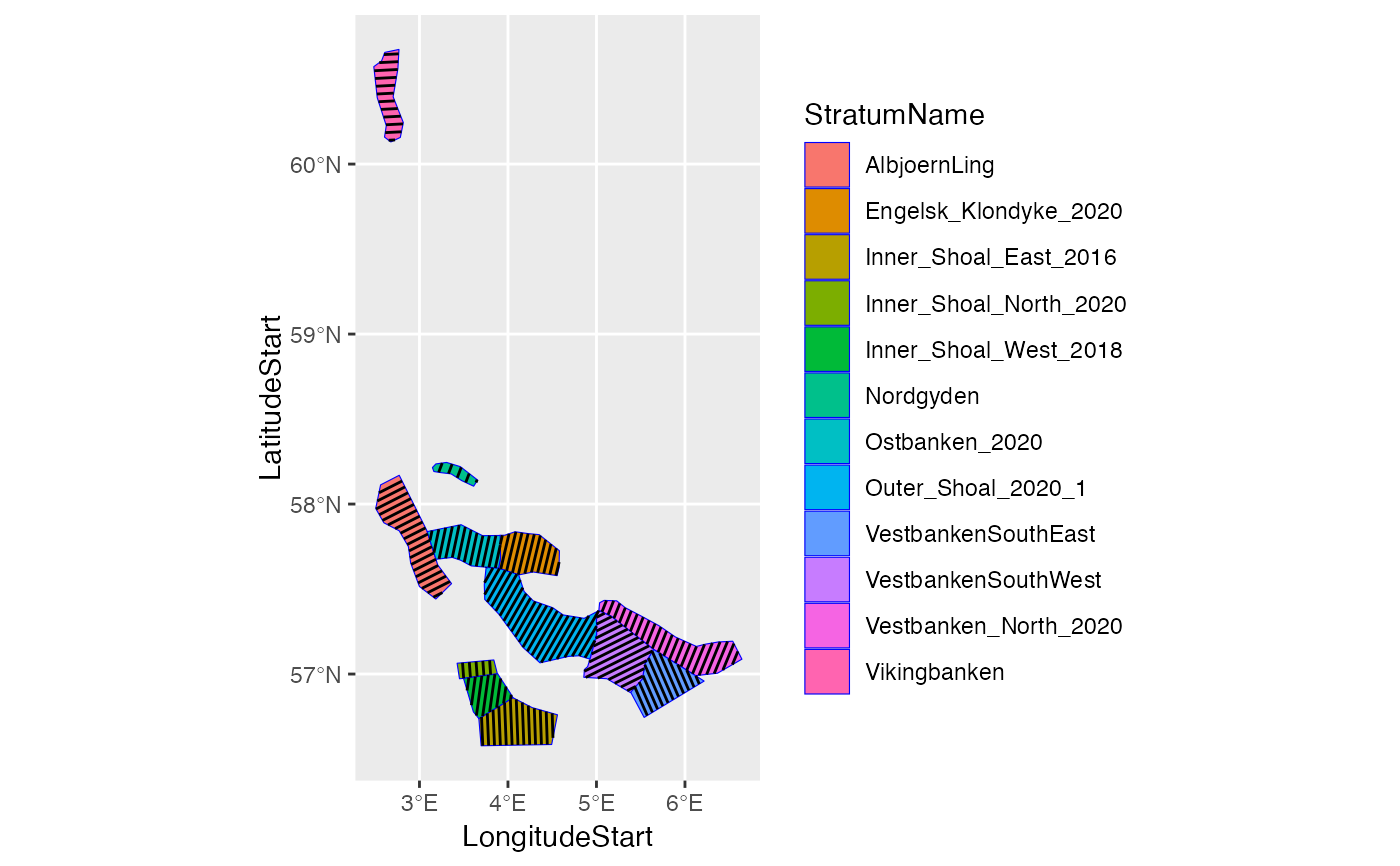 60°N
59°N
58°N
57°N
3°E 4°E 5°E 6°E
LongitudeStart
LatitudeStart
StratumName
AlbjoernLing
Engelsk_Klondyke_2020
Inner_Shoal_East_2016
Inner_Shoal_North_2020
Inner_Shoal_West_2018
Nordgyden
Ostbanken_2020
Outer_Shoal_2020_1
VestbankenSouthEast
VestbankenSouthWest
Vestbanken_North_2020
Vikingbanken